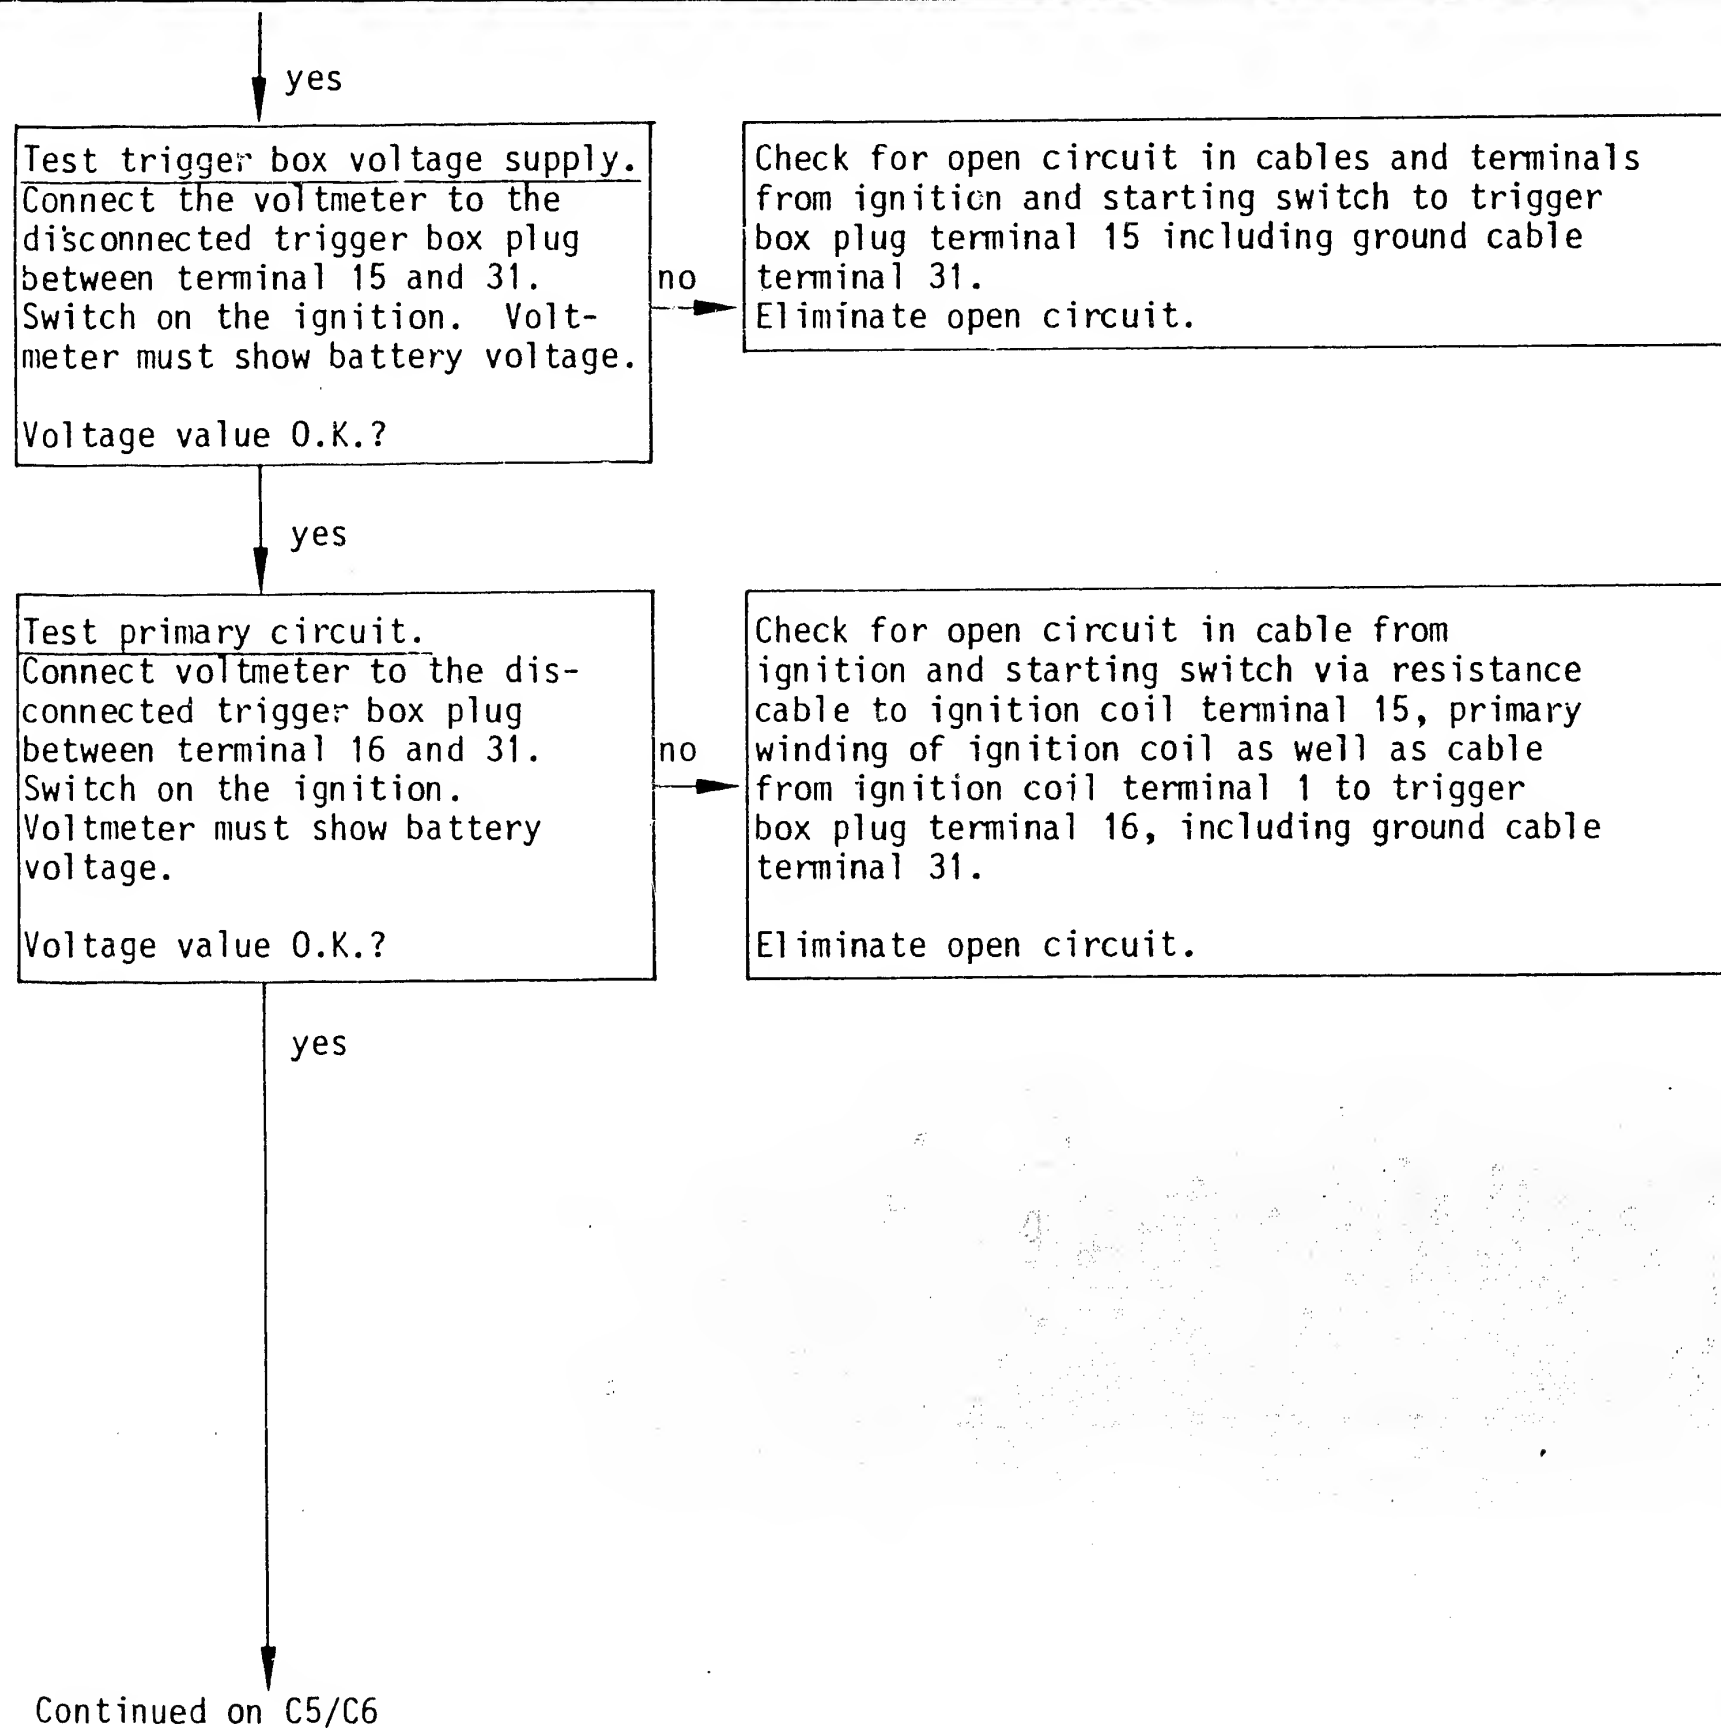 yes
Test trigger box voltage supply.
Connect the voltmeter to the
disconnected trigger box plug
between terminal 15 and 31.
Switch on the ignition. Volt-
meter must show battery voltage.
Voltage value O.K.?
no
Check for open circuit in cables and terminals
from ignition and starting switch to trigger
box plug terminal 15 including ground cable
terminal 31.
Eliminate open circuit.
yes
Test primary circuit.
Connect voltmeter to the dis-
connected trigger box plug
between terminal 16 and 31.
Switch on the ignition.
Voltmeter must show battery
voltage.
Voltage value O.K.?
no
Check for open circuit in cable from
ignition and starting switch via resistance
cable to ignition coil terminal 15, primary
winding of ignition coil as well as cable
from ignition coil terminal 1 to trigger
box plug terminal 16, including ground cable
terminal 31.
Eliminate open circuit.
yes
Continued on C5/C6